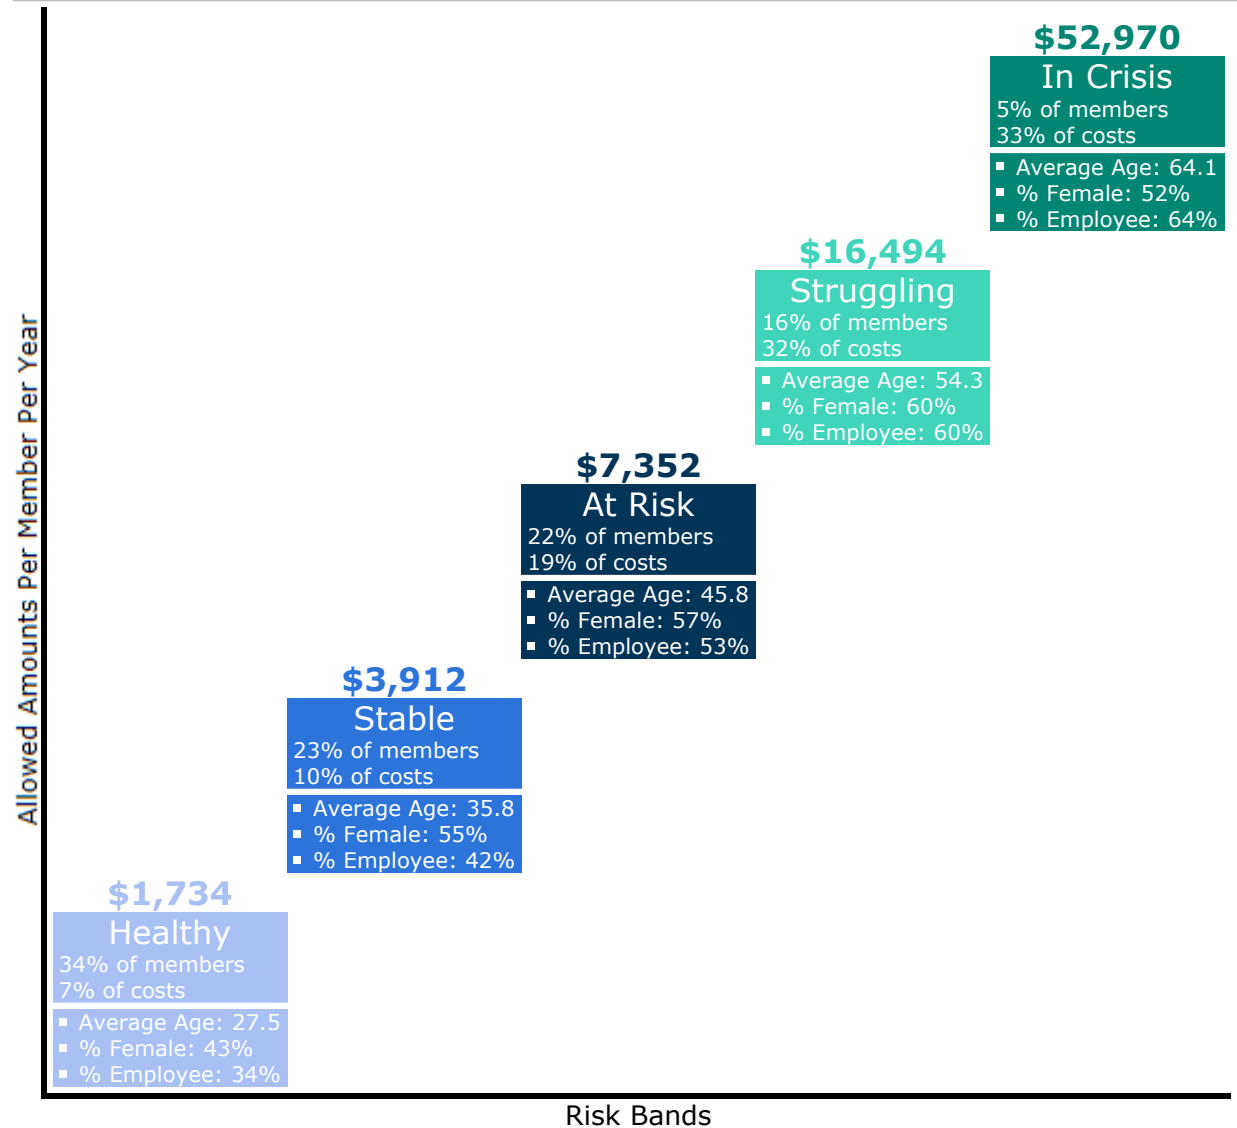 $52,970
In Crisis
5% of members
33% of costs
▪ Average Age: 64.1
▪ % Female: 52%
▪ % Employee: 64%
$16,494
Struggling
16% of members
32% of costs
▪ Average Age: 54.3
▪ % Female: 60%
▪ % Employee: 60%
$7,352
At Risk
22% of members
19% of costs
▪ Average Age: 45.8
▪ % Female: 57%
▪ % Employee: 53%
$3,912
Stable
23% of members
10% of costs
▪ Average Age: 35.8
▪ % Female: 55%
▪ % Employee: 42%
$1,734
Healthy
34% of members
7% of costs
▪ Average Age: 27.5
▪ % Female: 43%
▪ % Employee: 34%
Allowed Amounts Per Member Per Year
Risk Bands